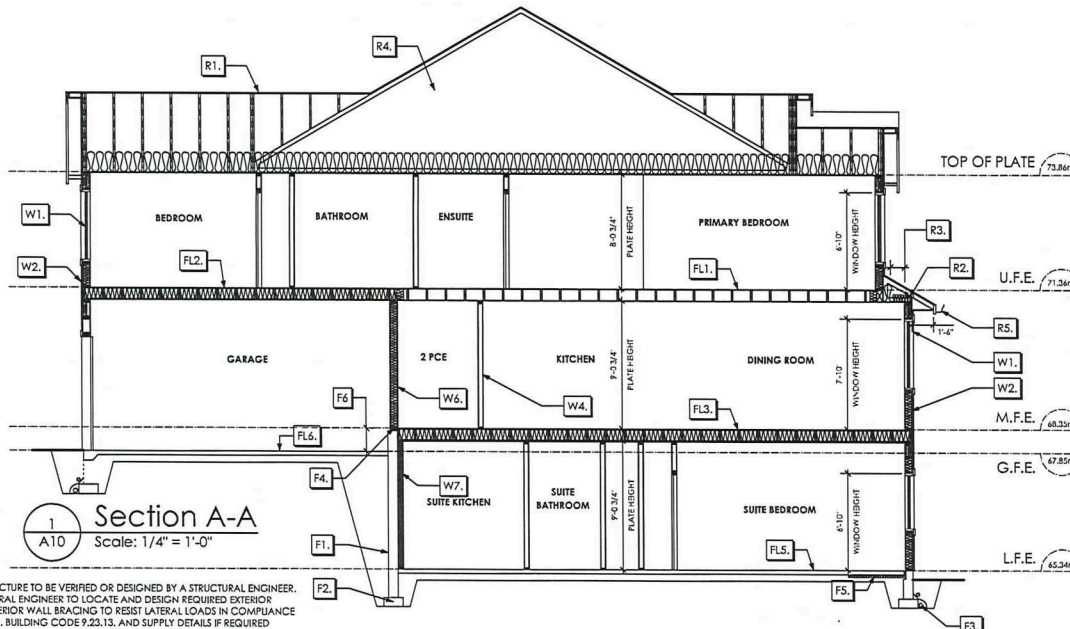 R4.
R1.
TOP OF PLATE 73.86m
W1.
BEDROOM
BATHROOM
ENSUITE
8'-0 3/4"
PLATE HEIGHT
PRIMARY BEDROOM
6'-10"
WINDOW HEIGHT
R3.
W2.
FL2.
FL1.
R2.
U.F.E. 71.36m
R5.
1'-6"
GARAGE
2 PCE
KITCHEN
9'-0 3/4"
PLATE HEIGHT
DINING ROOM
7'-10"
WINDOW HEIGHT
W1.
W6.
W4.
W2.
F6
FL3.
M.F.E. 68.35m
FL6.
G.F.E. 67.85m
F4.
W7.
SUITE KITCHEN
SUITE
BATHROOM
9'-0 3/4"
PLATE HEIGHT
SUITE BEDROOM
6'-10"
WINDOW HEIGHT
1
A10
Section A-A
Scale: 1/4" = 1'-0"
F1.
FL5.
L.F.E. 65.34m
F2.
F5.
F3.
CTURE TO BE VERIFIED OR DESIGNED BY A STRUCTURAL ENGINEER.
RAL ENGINEER TO LOCATE AND DESIGN REQUIRED EXTERIOR
ERIOR WALL BRACING TO RESIST LATERAL LOADS IN COMPLIANCE
. BUILDING CODE 9.23.13. AND SUPPLY DETAILS IF REQUIRED